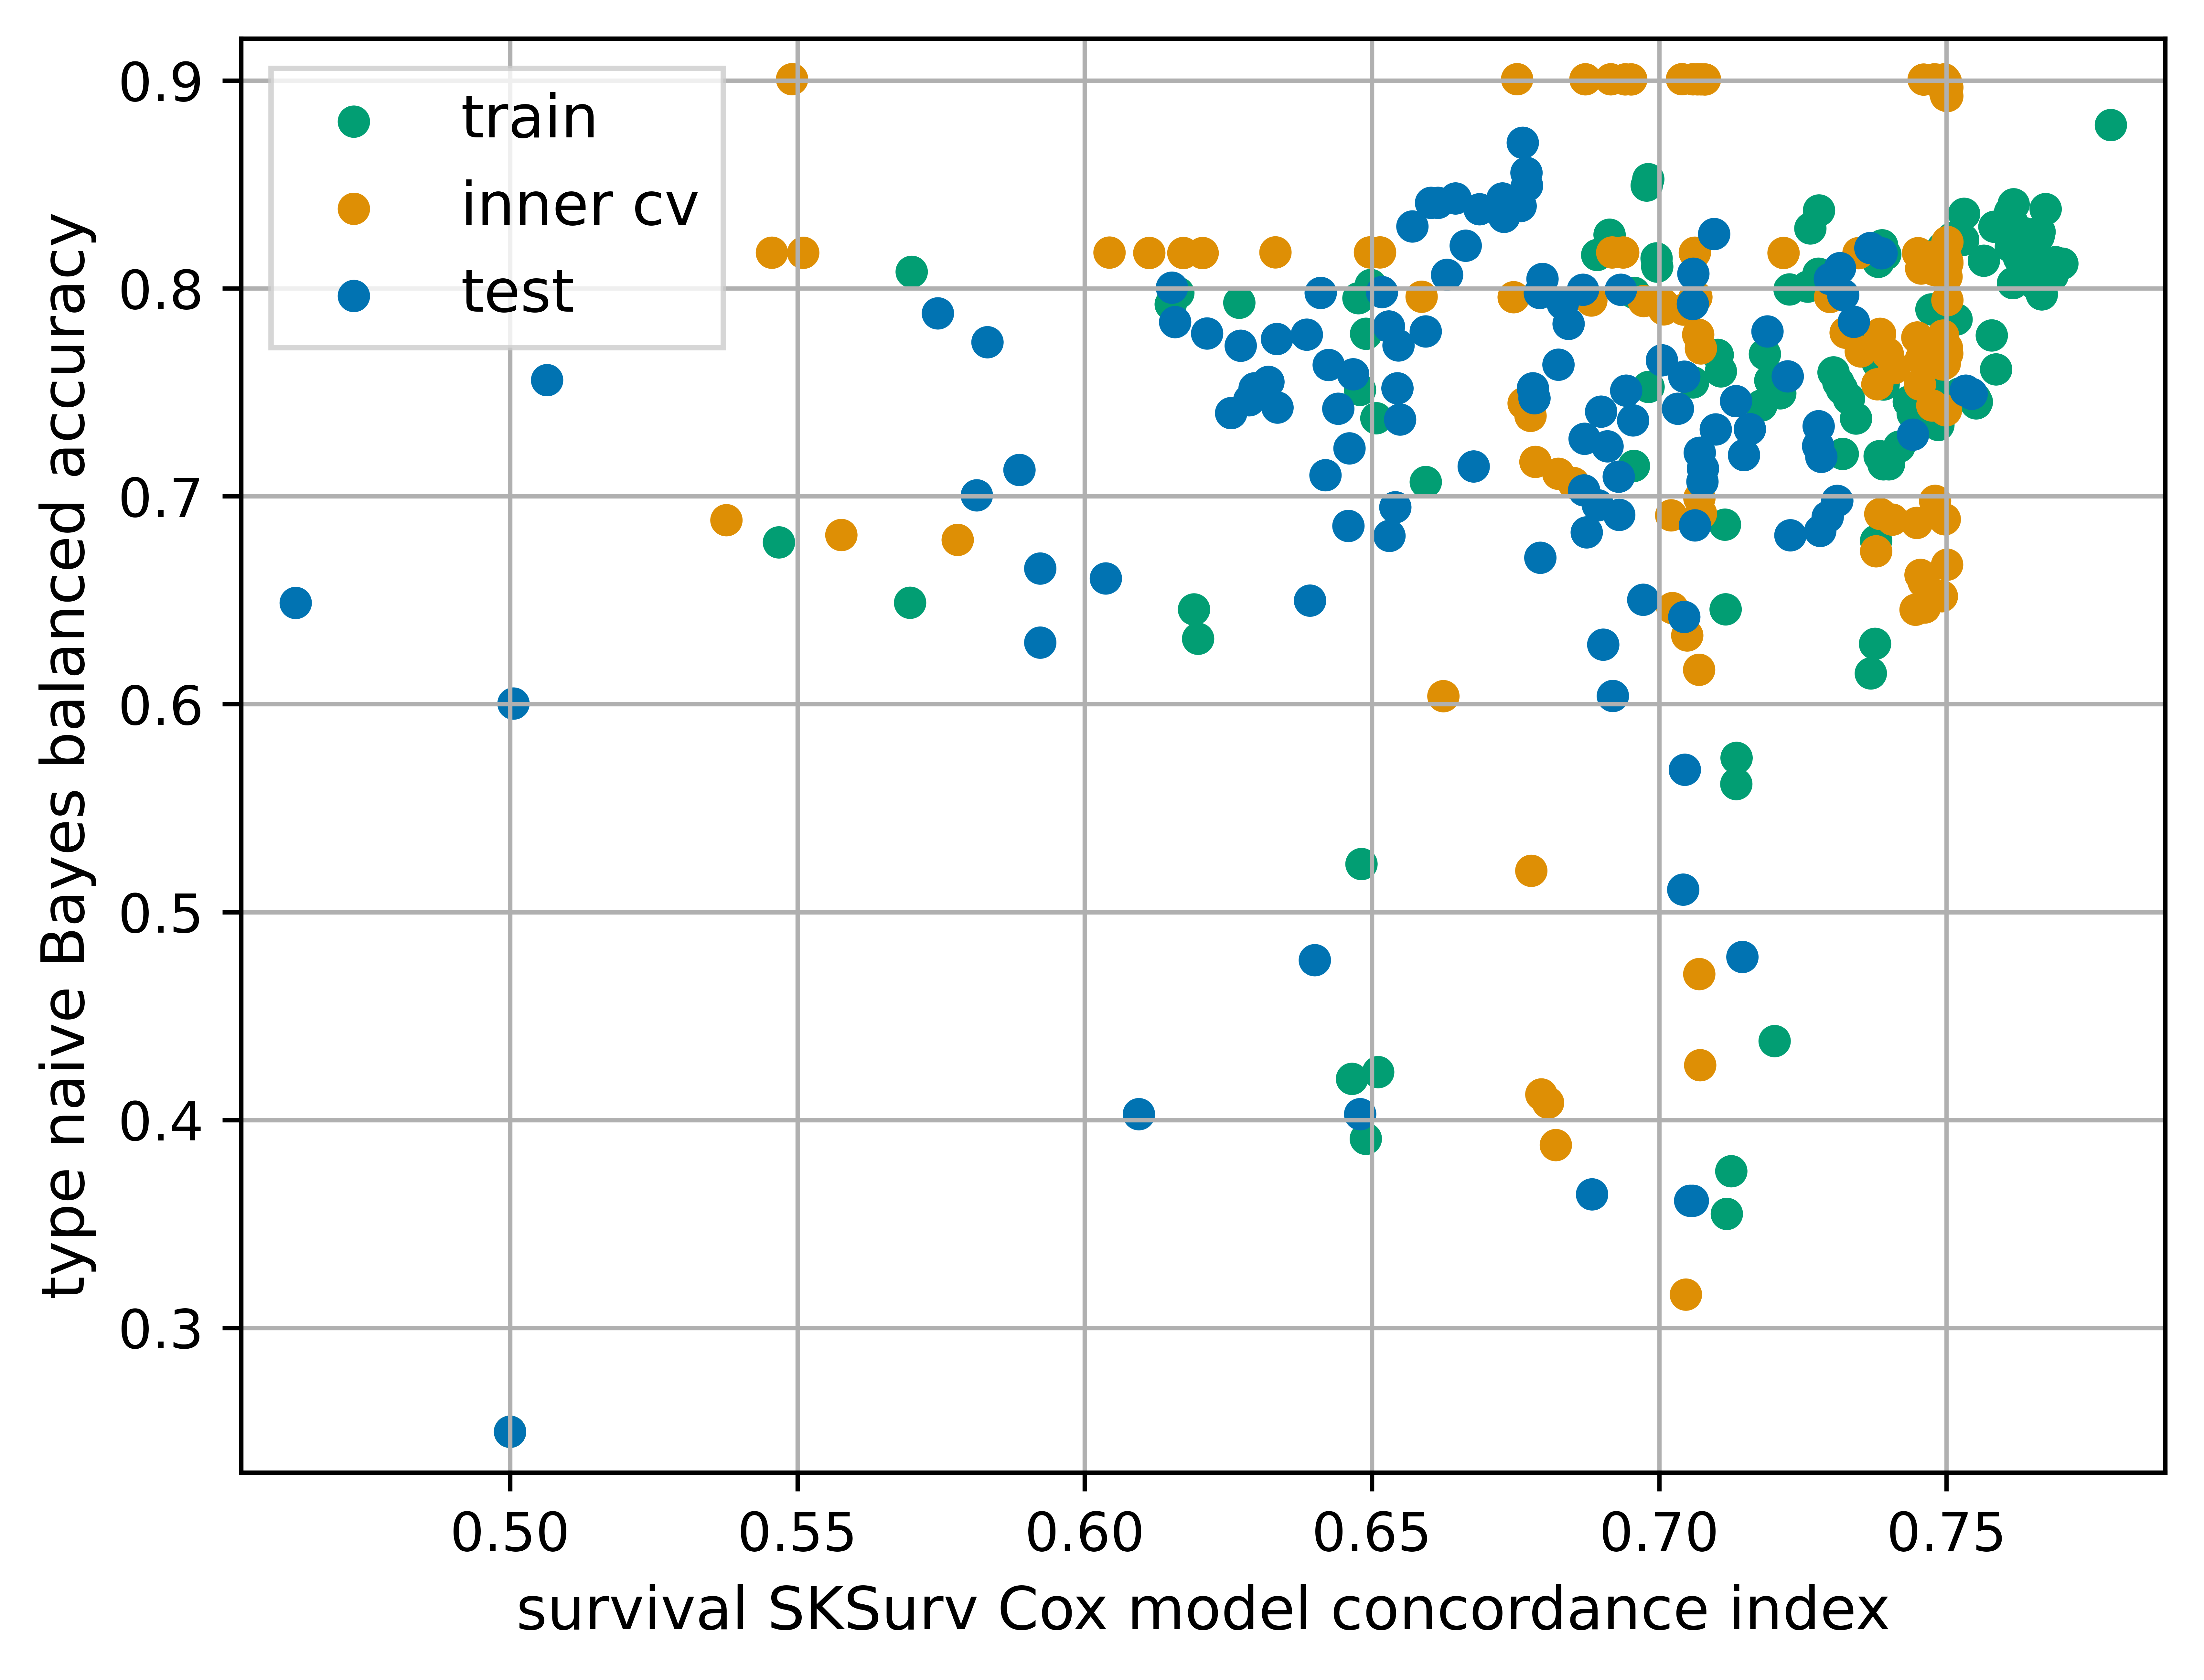 train
inner cv
test
type naive Bayes balanced accuracy
0.9
0.8
0.7
0.6
0.5
0.4
0.3
0.50
0.55
0.60
0.65
0.70
0.75
survival SKSurv Cox model concordance index